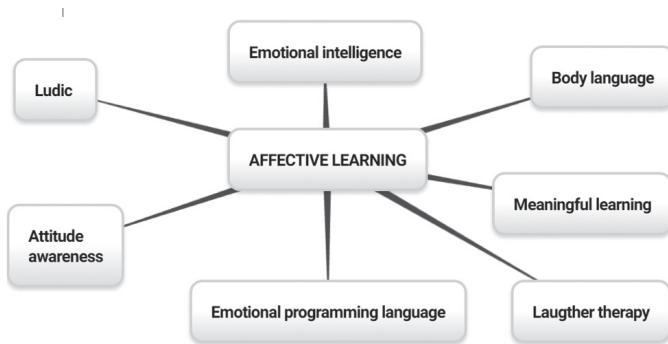 Emotional intelligence
Ludic
Body language
AFFECTIVE LEARNING
Meaningful learning
Attitude
awareness
Emotional programming language
Laugther therapy